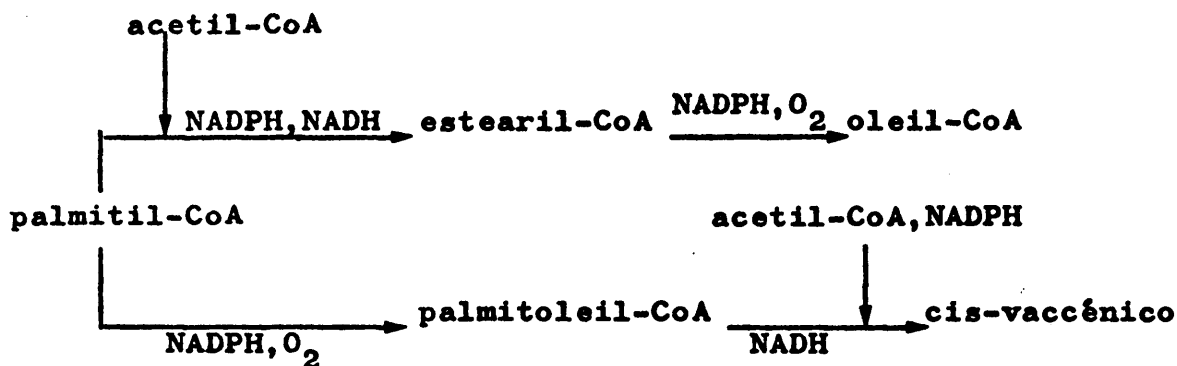 acetil-CoA
NADPH,NADH estearil-CoA NADPH,O2 oleil-CoA
palmitil-CoA acetil-CoA,NADPH
palmitoleil-CoA cis-vaccénico
NADPH,O2 NADH